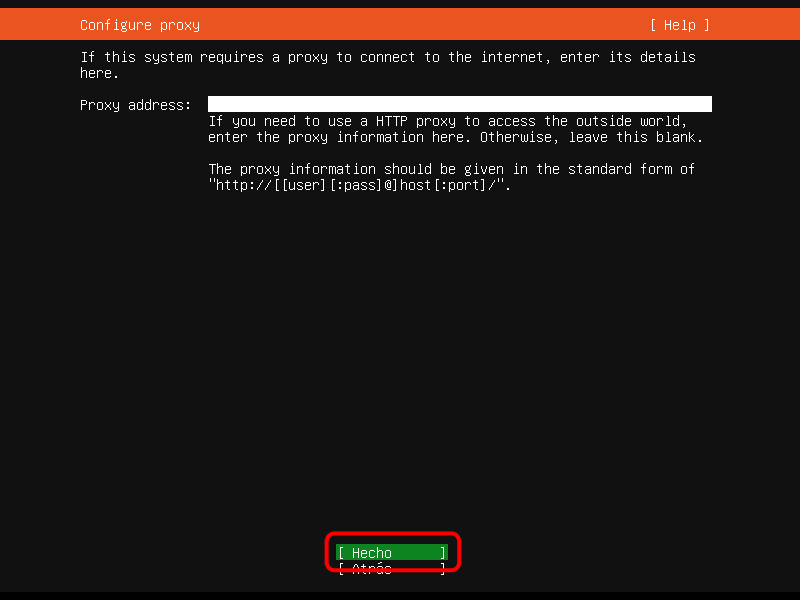 Configure proxy [ Help ]
If this system requires a proxy to connect to the internet, enter its details
here.
Proxy address:
If you need to use a HTTP proxy to access the outside world,
enter the proxy information here. Otherwise, leave this blank.
The proxy information should be given in the standard form of
"http://[[user][:pass]@]host[:port]/".
[ Hecho ]
[ Atrás ]